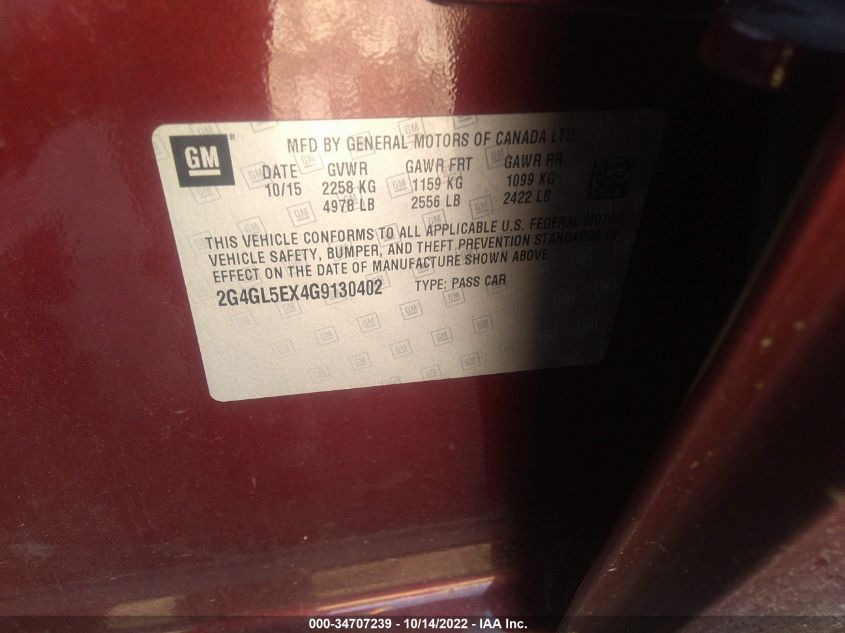 GM
MFD BY GENERAL MOTORS OF CANADA LTD
DATE GVWR GAWR FRT GAWR RR
10/15 2258 KG 1159 KG 1099 KG
4978 LB 2556 LB 2422 LB
THIS VEHICLE CONFORMS TO ALL APPLICABLE U.S. FEDERAL MOTOR
VEHICLE SAFETY, BUMPER, AND THEFT PREVENTION STANDARDS IN
EFFECT ON THE DATE OF MANUFACTURE SHOWN ABOVE
2G4GL5EX4G9130402 TYPE: PASS CAR
000-34707239 - 10/14/2022 - IAA Inc.